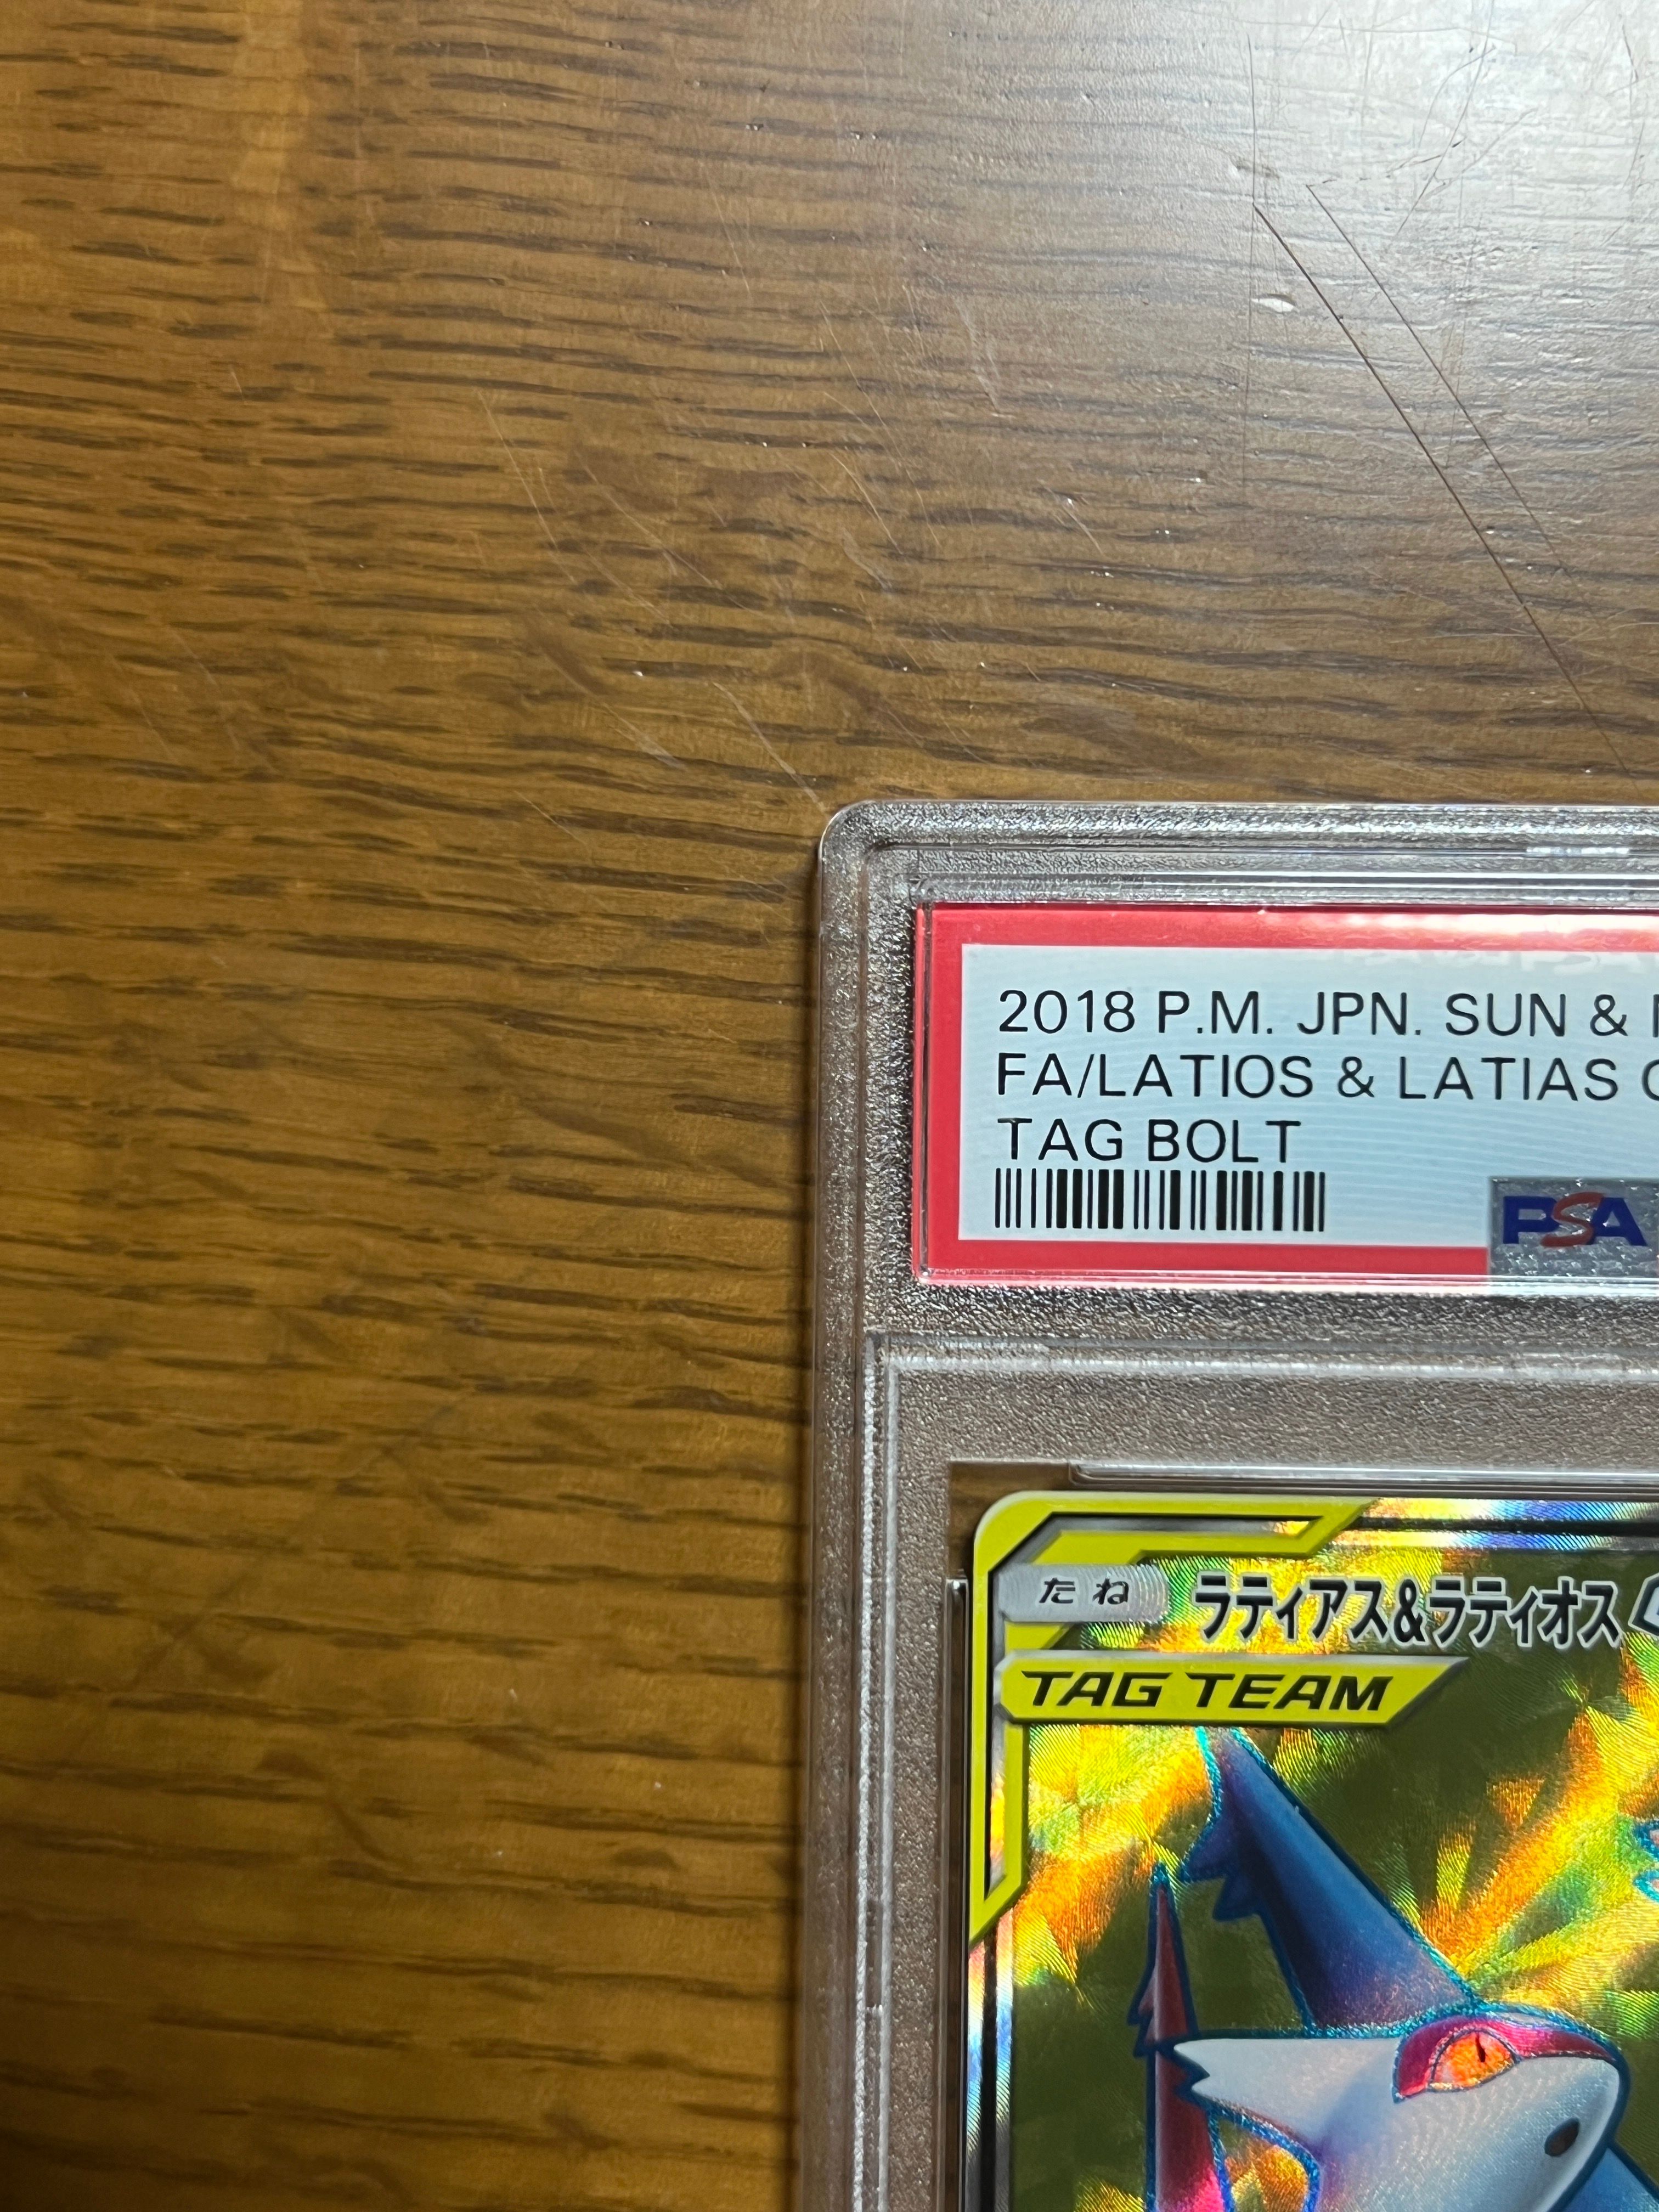 2018 P.M. JPN. SUN &
FA/LATIOS & LATIAS
TAG BOLT
PSA
たね ラティアス&ラティオス
TAG TEAM